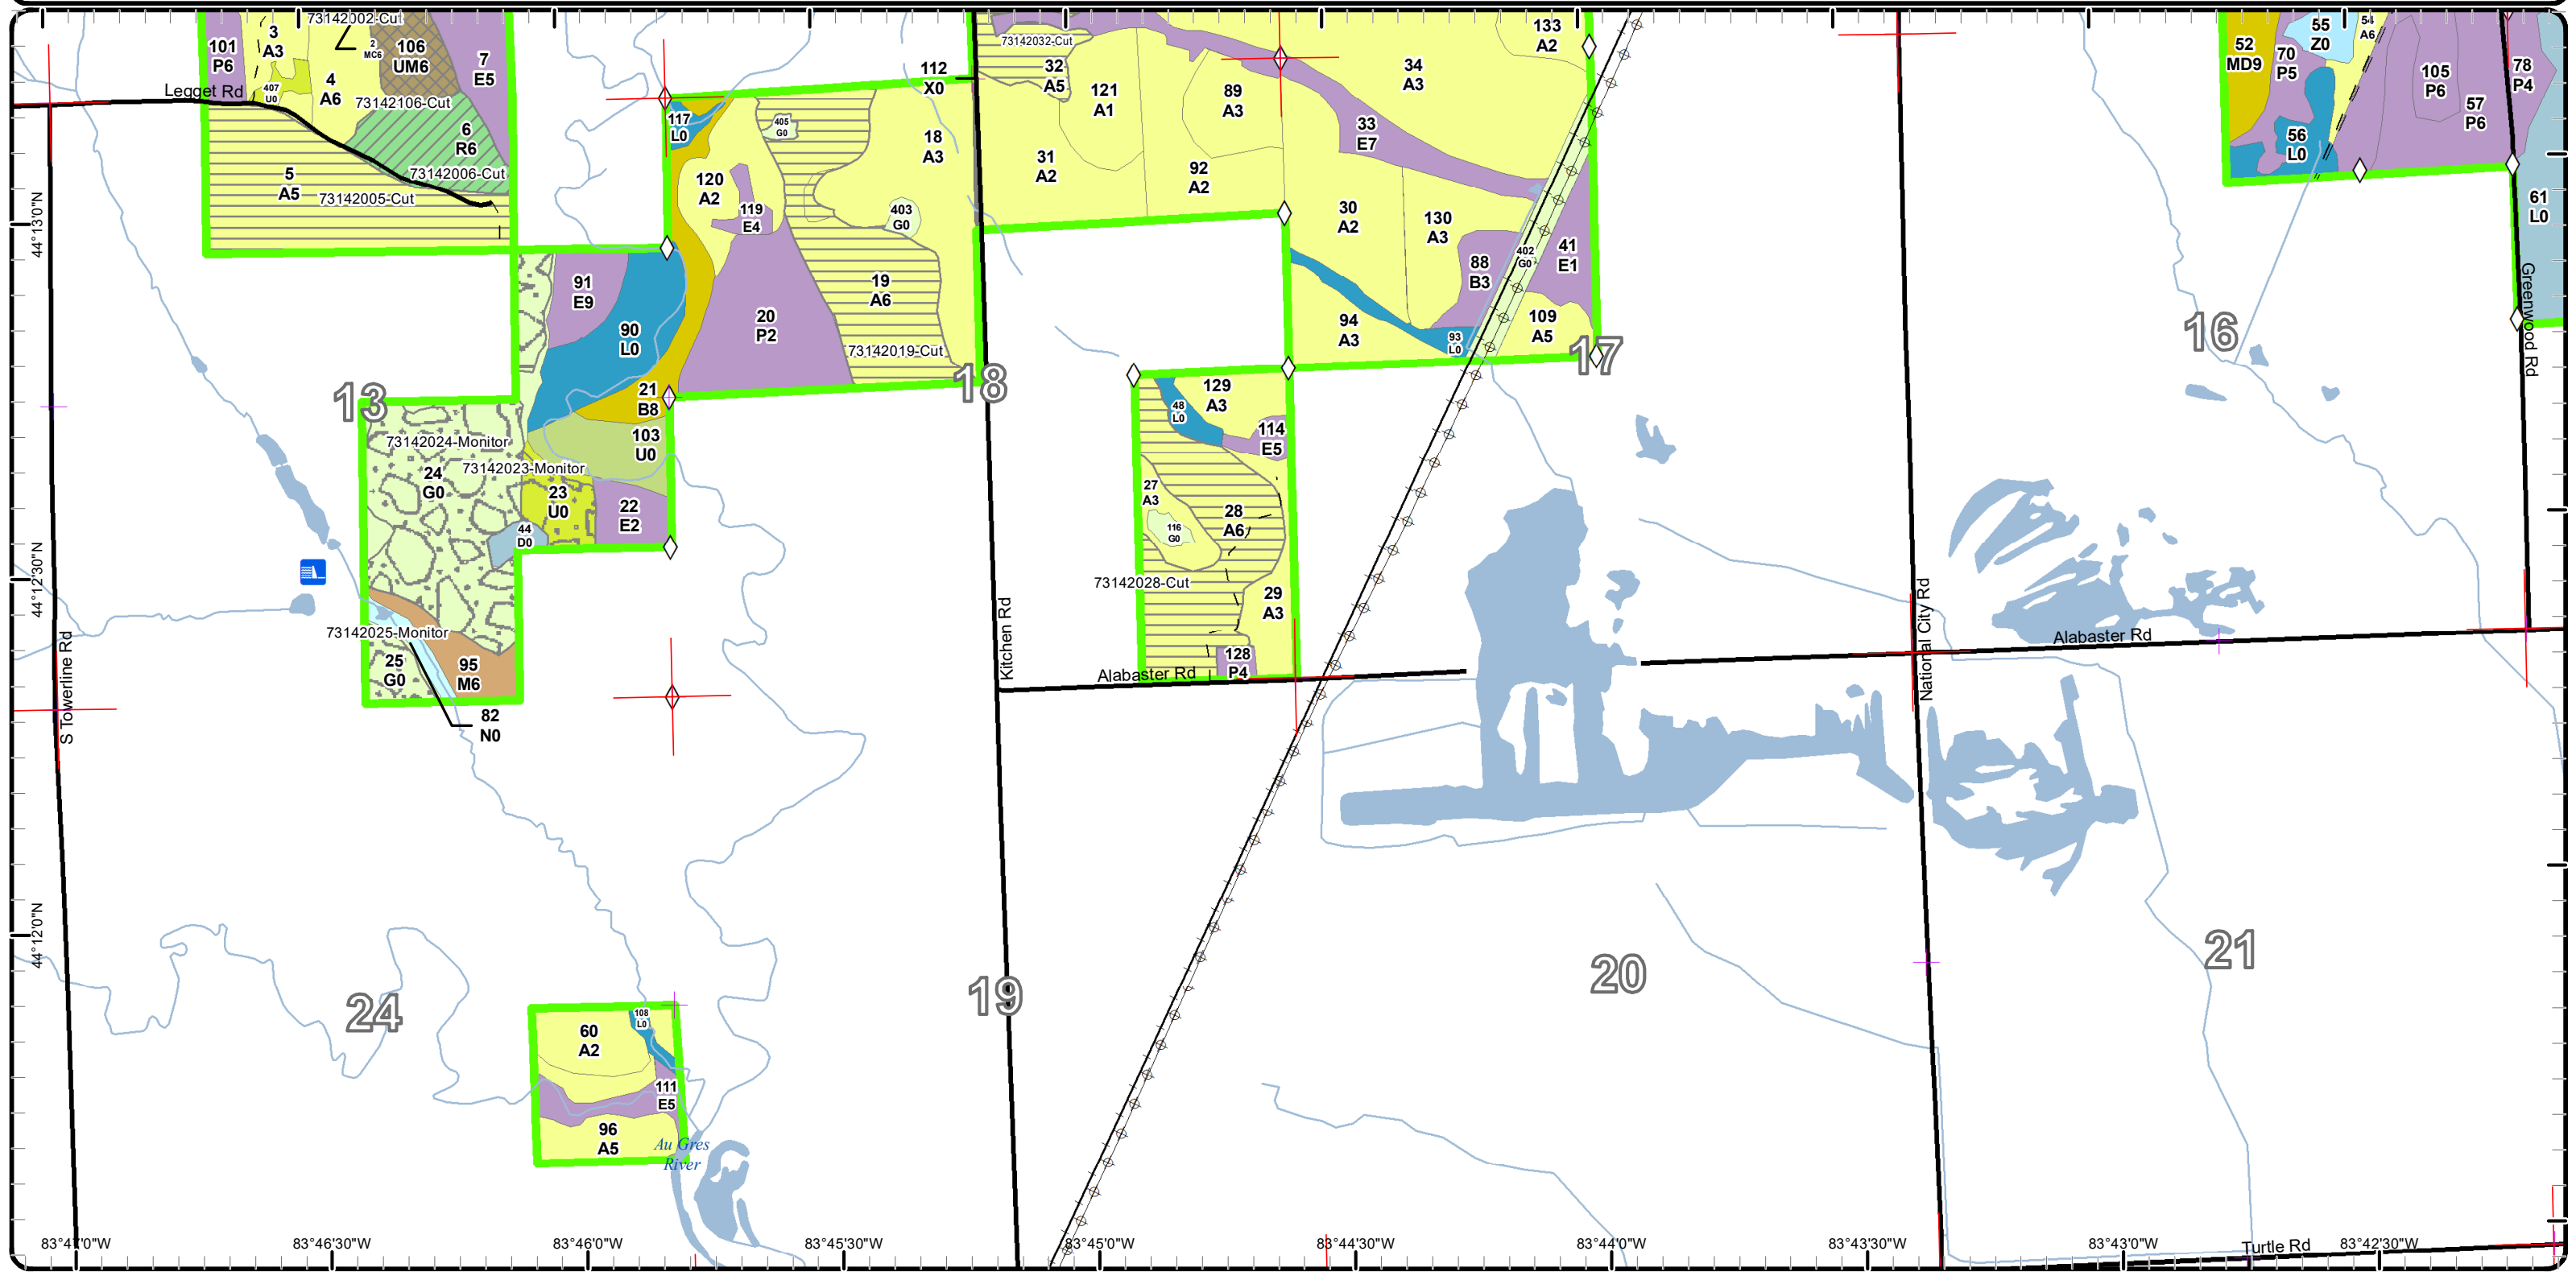 73142002-Cut
101
P6
3
A3
2
MC6
106
UM6
7
E5
407
U0
4
A6
Legget Rd
73142106-Cut
6
R6
73142006-Cut
5
A5
73142005-Cut
112
X0
73142032-Cut
32
A5
121
A1
89
A3
133
A2
34
A3
33
E7
117
L0
405
G0
18
A3
31
A2
92
A2
120
A2
119
E4
403
G0
30
A2
130
A3
88
B3
402
G0
41
E1
52
MD9
70
P5
55
Z0
54
A6
105
P6
57
P6
78
P4
56
L0
61
L0
44°13'0"N
91
E9
90
L0
20
P2
19
A6
73142019-Cut
94
A3
93
L0
109
A5
17
16
Greenwood Rd
13
18
21
B8
103
U0
129
A3
48
L0
114
E5
73142024-Monitor
24
G0
73142023-Monitor
23
U0
22
E2
44
D0
27
A3
28
A6
116
G0
73142028-Cut
29
A3
128
P4
44°12'30"N
73142025-Monitor
25
G0
95
M6
82
N0
S Towerline Rd
Kitchen Rd
Alabaster Rd
National City Rd
Alabaster Rd
44°12'0"N
24
19
20
21
60
A2
108
L0
111
E5
96
A5
Au Gres
River
83°47'0"W
83°46'30"W
83°46'0"W
83°45'30"W
83°45'0"W
83°44'30"W
83°44'0"W
83°43'30"W
83°43'0"W
83°42'30"W
Turtle Rd